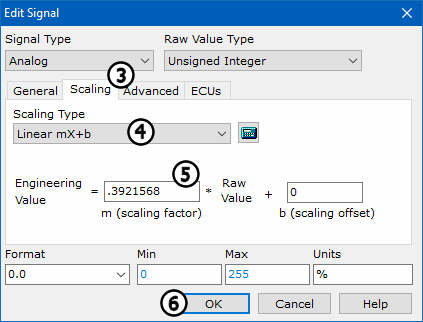 Edit Signal
Signal Type Raw Value Type
Analog Unsigned Integer
3
General Scaling Advanced ECUs
Scaling Type
Linear mX+b 4
5
Engineering Value = .3921568 * Raw Value + 0
m (scaling factor) b (scaling offset)
Format Min Max Units
0.0 0 255 %
6 OK Cancel Help